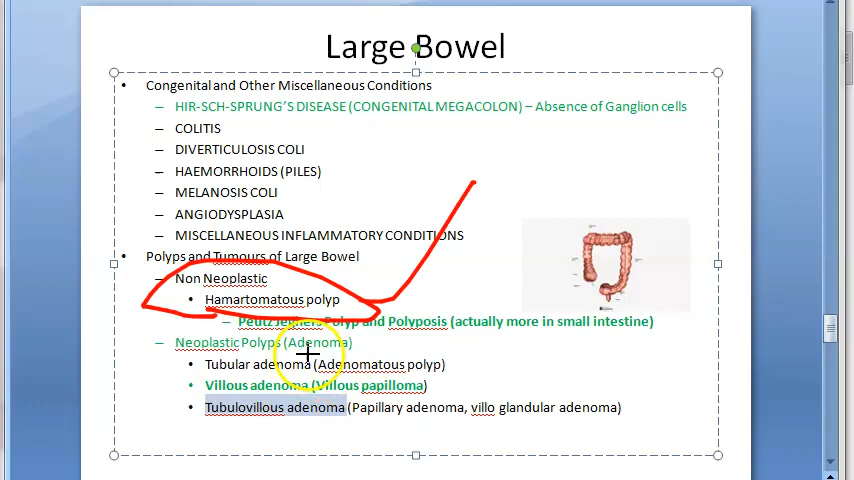 Large Bowel
• Congenital and Other Miscellaneous Conditions
– HIR-SCH-SPRUNG'S DISEASE (CONGENITAL MEGACOLON) – Absence of Ganglion cells
– COLITIS
– DIVERTICULOSIS COLI
– HAEMORRHOIDS (PILES)
– MELANOSIS COLI
– ANGIODYSPLASIA
– MISCELLANEOUS INFLAMMATORY CONDITIONS
• Polyps and Tumours of Large Bowel
– Non Neoplastic
• Hamartomatous polyp
– Peutz Jeghers Polyp and Polyposis (actually more in small intestine)
– Neoplastic Polyps (Adenoma)
• Tubular adenoma (Adenomatous polyp)
• Villous adenoma (Villous papilloma)
• Tubulovillous adenoma (Papillary adenoma, villo glandular adenoma)